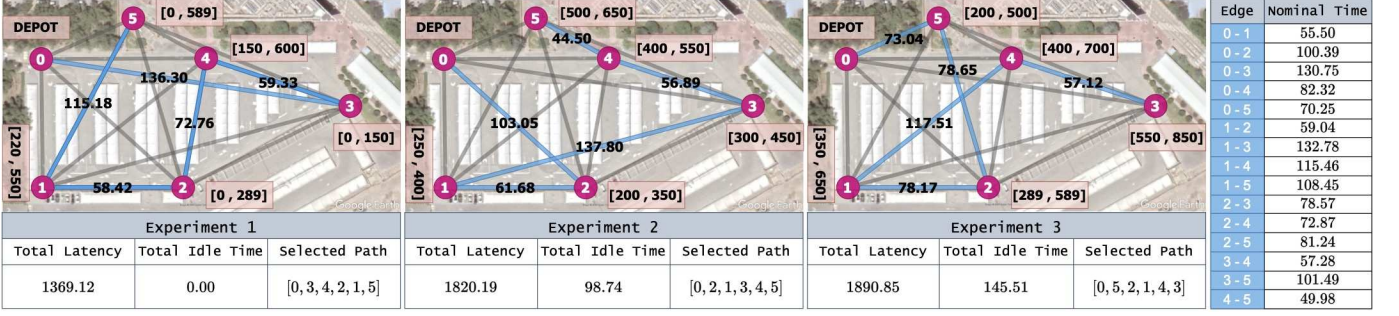 DEPOT
0
1
2
3
4
5
[0 , 589]
[150 , 600]
[0 , 150]
[0 , 289]
[220 , 550]
136.30
59.33
115.18
72.76
58.42
Google Earth
Experiment 1
Total Latency Total Idle Time Selected Path
1369.12 0.00 [0, 3, 4, 2, 1, 5]
DEPOT
0
1
2
3
4
5
[500 , 650]
[400 , 550]
[300 , 450]
[200 , 350]
[250 , 400]
44.50
56.89
103.05
137.80
61.68
Google Earth
Experiment 2
Total Latency Total Idle Time Selected Path
1820.19 98.74 [0, 2, 1, 3, 4, 5]
DEPOT
0
1
2
3
4
5
[200 , 500]
[400 , 700]
[550 , 850]
[289 , 589]
[350 , 650]
73.04
78.65
57.12
117.51
78.17
Google Earth
Experiment 3
Total Latency Total Idle Time Selected Path
1890.85 145.51 [0, 5, 2, 1, 4, 3]
Edge Nominal Time
0 - 1 55.50
0 - 2 100.39
0 - 3 130.75
0 - 4 82.32
0 - 5 70.25
1 - 2 59.04
1 - 3 132.78
1 - 4 115.46
1 - 5 108.45
2 - 3 78.57
2 - 4 72.87
2 - 5 81.24
3 - 4 57.28
3 - 5 101.49
4 - 5 49.98